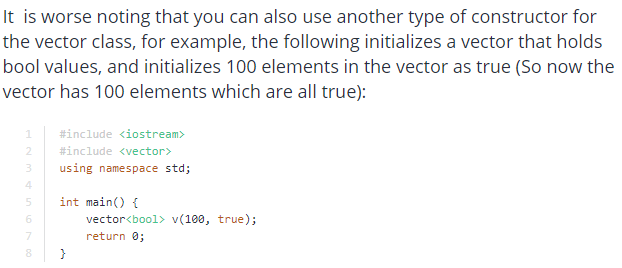 It is worse noting that you can also use another type of constructor for
the vector class, for example, the following initializes a vector that holds
bool values, and initializes 100 elements in the vector as true (So now the
vector has 100 elements which are all true):
1 #include <iostream>
2 #include <vector>
3 using namespace std;
4
5 int main() {
6     vector<bool> v(100, true);
7     return 0;
8 }